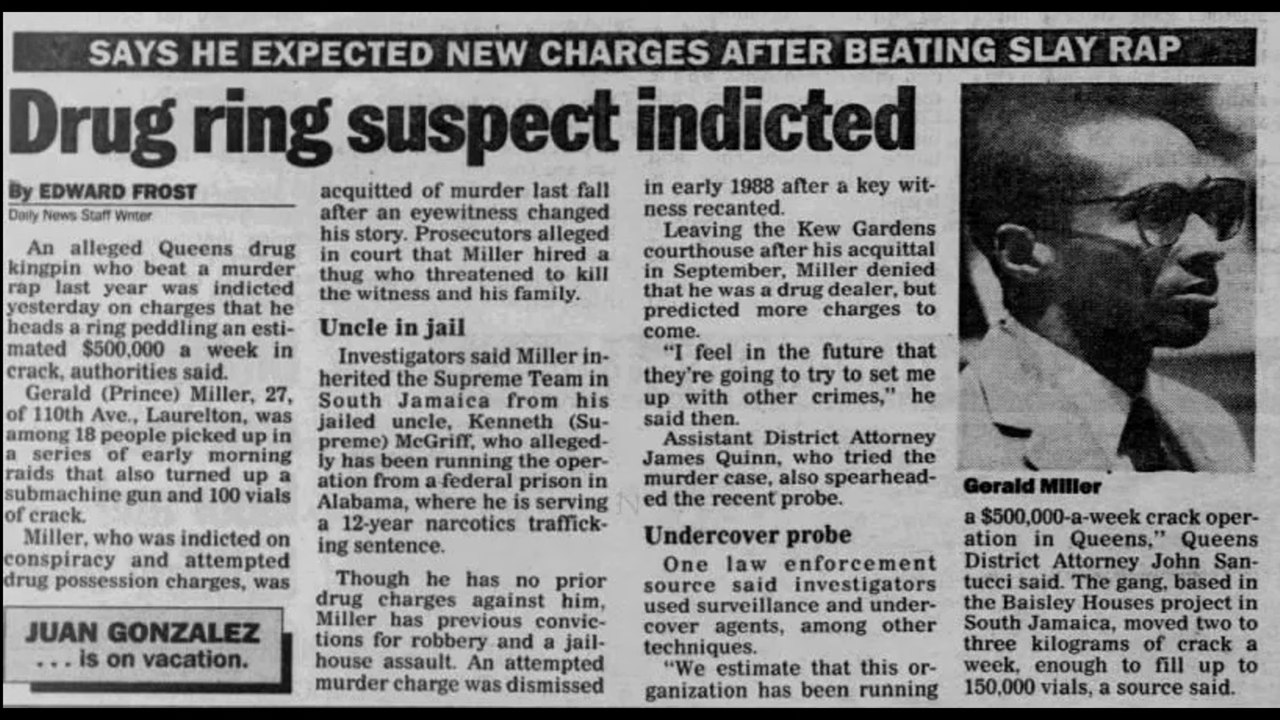 SAYS HE EXPECTED NEW CHARGES AFTER BEATING SLAY RAP
Drug ring suspect indicted
By EDWARD FROST
Daily News Staff Writer
An alleged Queens drug
kingpin who beat a murder
rap last year was indicted
yesterday on charges that he
heads a ring peddling an esti-
mated $500,000 a week in
crack, authorities said.
Gerald (Prince) Miller, 27,
of 110th Ave., Laurelton, was
among 18 people picked up in
a series of early morning
raids that also turned up a
submachine gun and 100 vials
of crack.
Miller, who was indicted on
conspiracy and attempted
drug possession charges, was
JUAN GONZALEZ
. . . is on vacation.
acquitted of murder last fall
after an eyewitness changed
his story. Prosecutors alleged
in court that Miller hired a
thug who threatened to kill
the witness and his family.
Uncle in jail
Investigators said Miller in-
herited the Supreme Team in
South Jamaica from his
jailed uncle, Kenneth (Su-
preme) McGriff, who alleged-
ly has been running the oper-
ation from a federal prison in
Alabama, where he is serving
a 12-year narcotics traffick-
ing sentence.
Though he has no prior
drug charges against him,
Miller has previous convic-
tions for robbery and a jail-
house assault. An attempted
murder charge was dismissed
in early 1988 after a key wit-
ness recanted.
Leaving the Kew Gardens
courthouse after his acquittal
in September, Miller denied
that he was a drug dealer, but
predicted more charges to
come.
"I feel in the future that
they're going to try to set me
up with other crimes," he
said then.
Assistant District Attorney
James Quinn, who tried the
murder case, also spearhead-
ed the recent probe.
Undercover probe
One law enforcement
source said investigators
used surveillance and under-
cover agents, among other
techniques.
"We estimate that this or-
ganization has been running
Gerald Miller
a $500,000-a-week crack oper-
ation in Queens," Queens
District Attorney John San-
tucci said. The gang, based in
the Baisley Houses project in
South Jamaica, moved two to
three kilograms of crack a
week, enough to fill up to
150,000 vials, a source said.